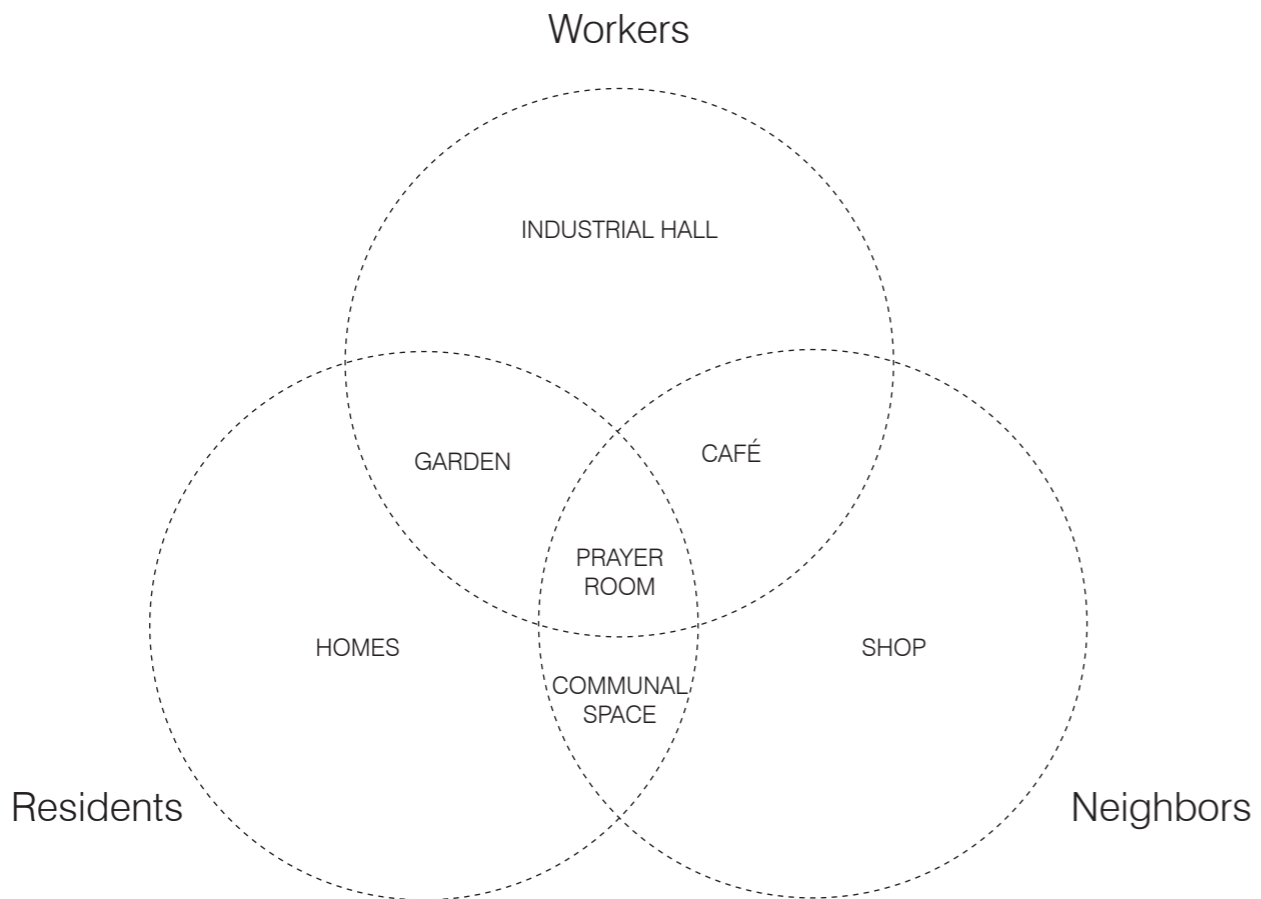 Workers
INDUSTRIAL HALL
GARDEN
CAFÉ
PRAYER
ROOM
HOMES
SHOP
COMMUNAL
SPACE
Residents
Neighbors